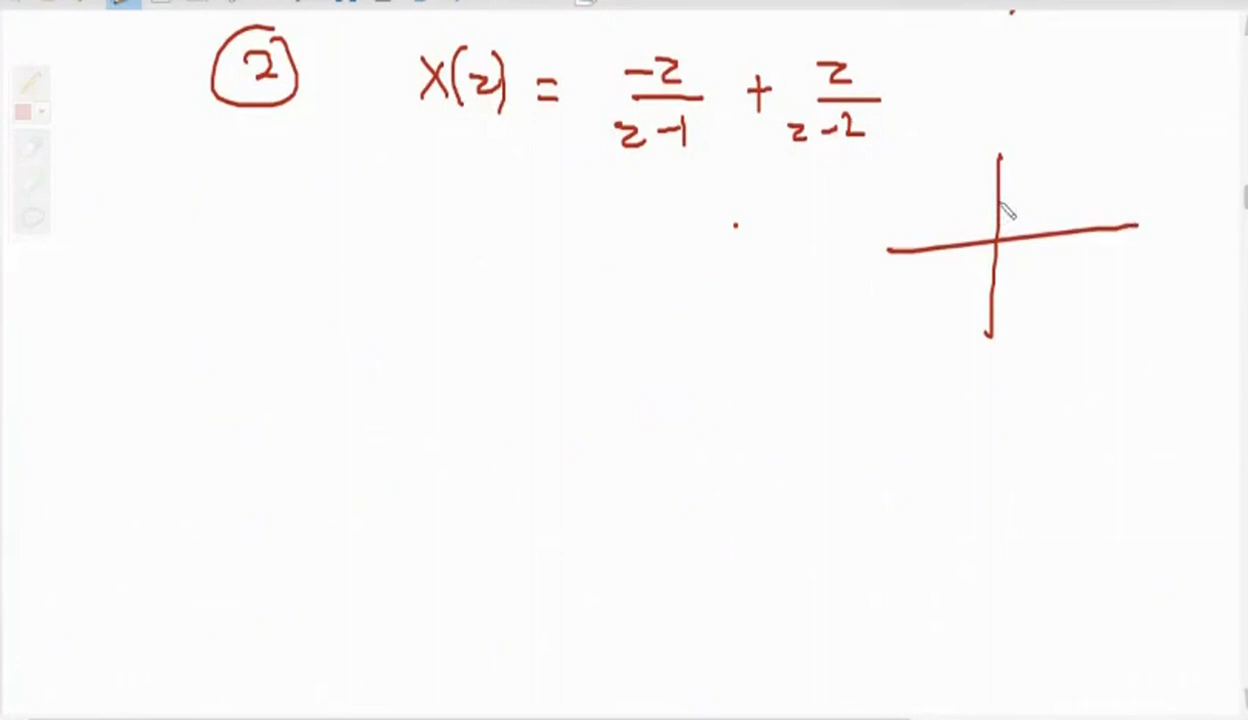 ② X(z) = -z/(z-1) + z/(z-2)